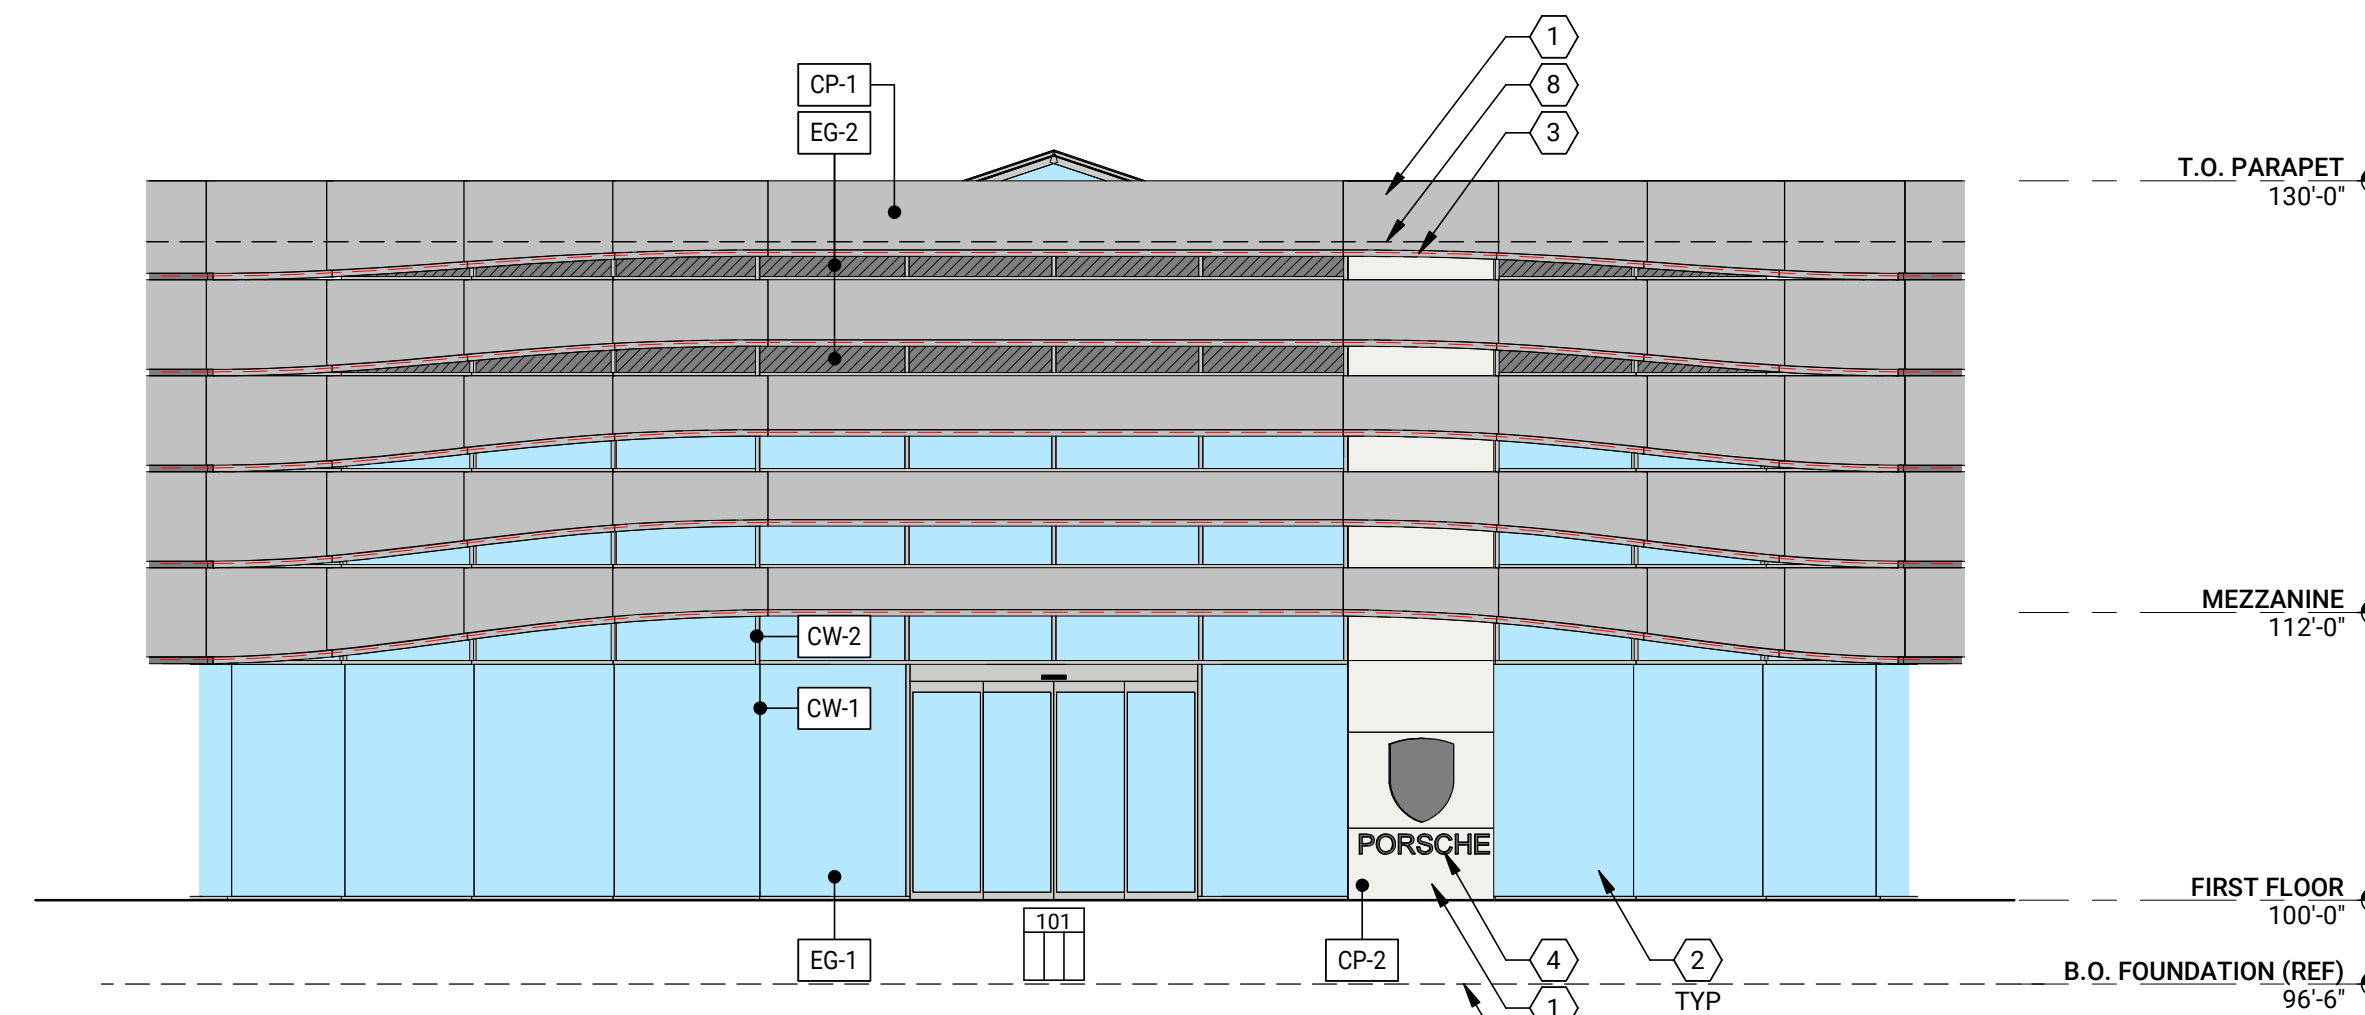 1
CP-1
8
EG-2
3
T.O. PARAPET
130'-0"
MEZZANINE
112'-0"
CW-2
CW-1
PORSCHE
FIRST FLOOR
100'-0"
101
EG-1
CP-2
4
2
TYP
B.O. FOUNDATION (REF)
96'-6"
1